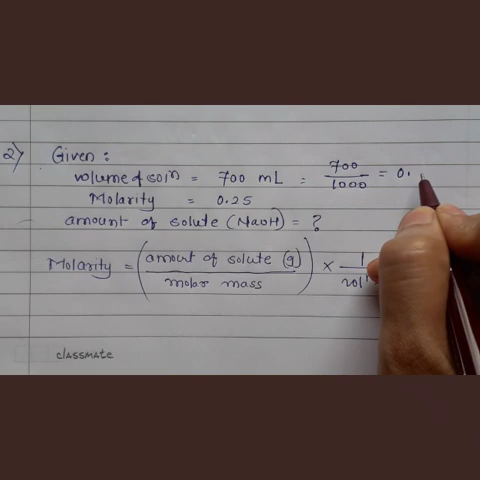 2) Given :
volume of solⁿ = 700 mL = 700/1000 = 0.
Molarity = 0.25
amount of solute (NaOH) = ?
Molarity = (amout of solute (g)/molar mass) × 1/
classmate